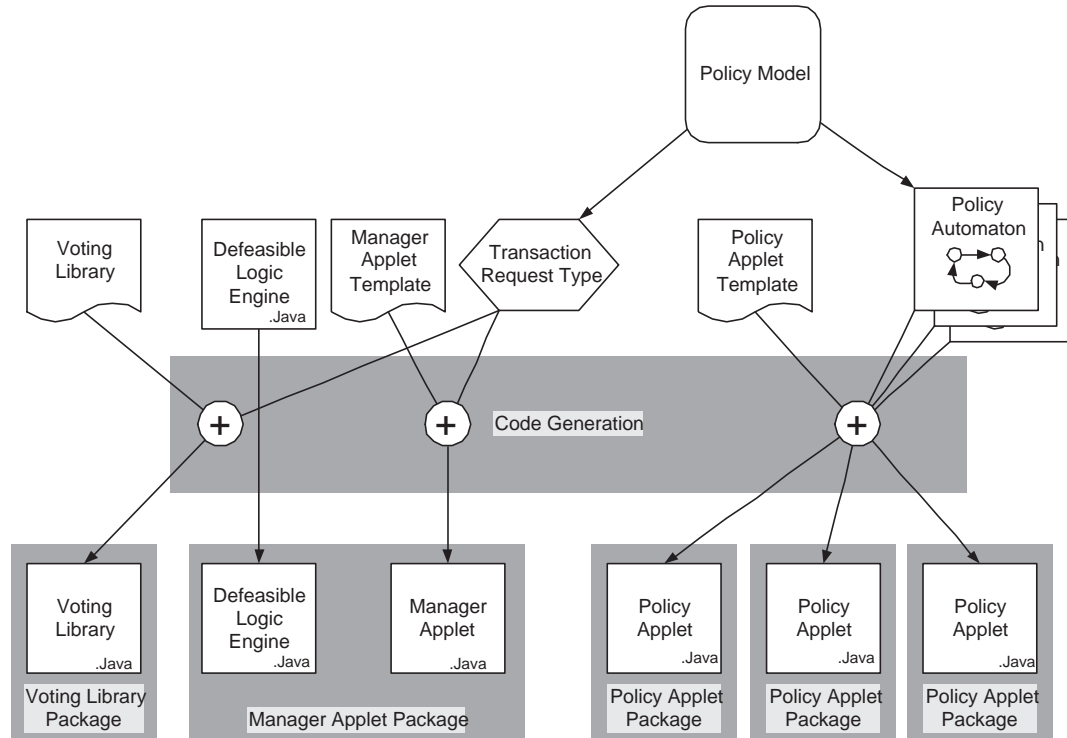 Policy Model
Policy
Automaton
Voting
Library
Defeasible
Logic
Engine
.Java
Manager
Applet
Template
Transaction
Request Type
Policy
Applet
Template
+
+
Code Generation
+
Voting
Library
.Java
Defeasible
Logic
Engine
.Java
Manager
Applet
.Java
Policy
Applet
.Java
Policy
Applet
.Java
Policy
Applet
.Java
Voting Library
Package
Manager Applet Package
Policy Applet
Package
Policy Applet
Package
Policy Applet
Package